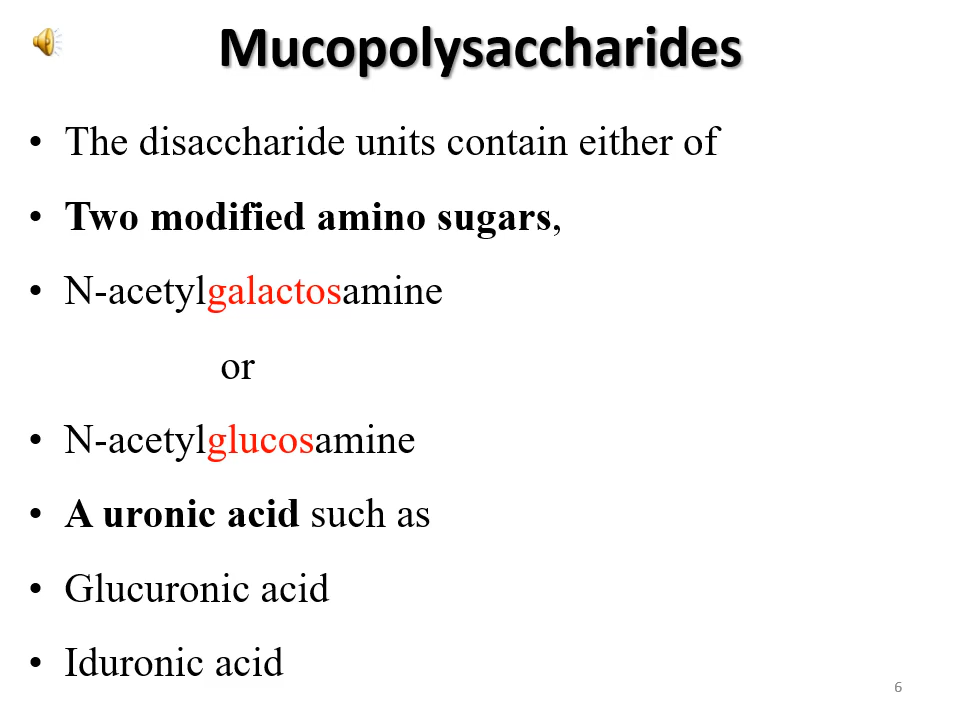 Mucopolysaccharides
• The disaccharide units contain either of
• Two modified amino sugars,
• N-acetylgalactosamine
or
• N-acetylglucosamine
• A uronic acid such as
• Glucuronic acid
• Iduronic acid
6